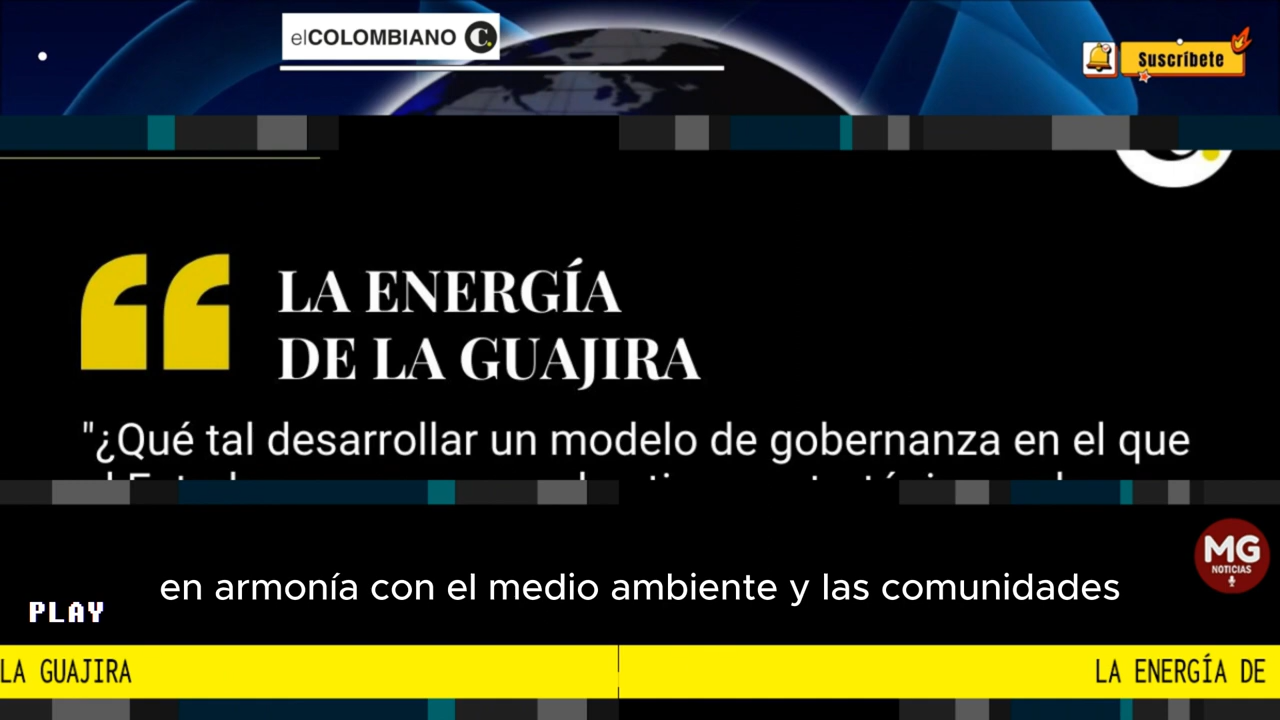 elCOLOMBIANO C.
Suscríbete
LA ENERGÍA
DE LA GUAJIRA
"¿Qué tal desarrollar un modelo de gobernanza en el que
en armonía con el medio ambiente y las comunidades
MG
NOTICIAS
PLAY
LA GUAJIRA
LA ENERGÍA DE